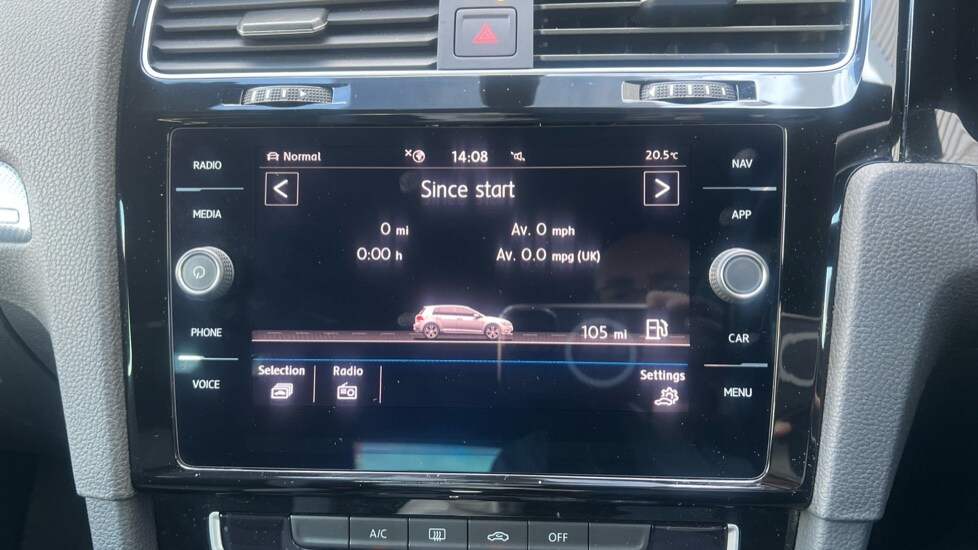 RADIO
MEDIA
PHONE
VOICE
Normal 14:08 20.5°C
< Since start >
0 mi Av. 0 mph
0:00 h Av. 0.0 mpg (UK)
105 mi
Selection Radio Settings
NAV
APP
CAR
MENU
A/C OFF